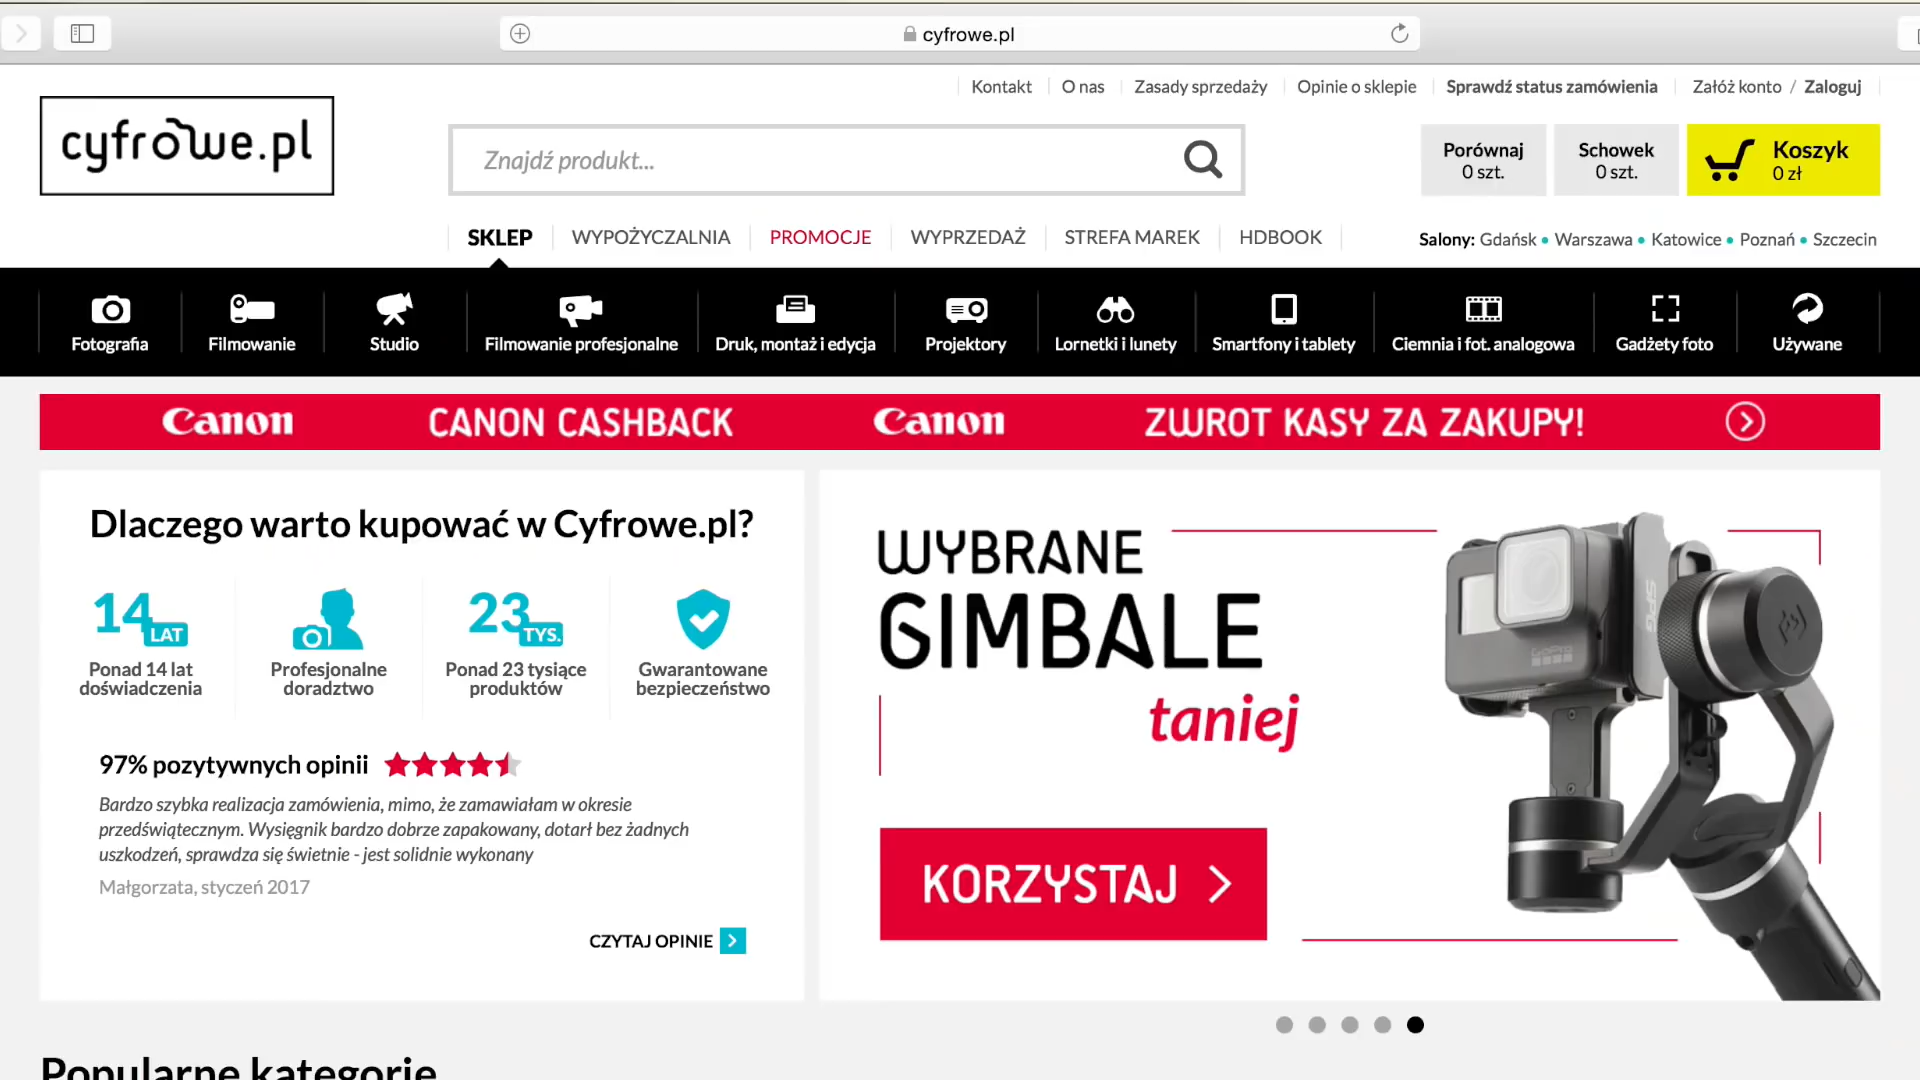 cyfrowe.pl
Kontakt
O nas
Zasady sprzedaży
Opinie o sklepie
Sprawdź status zamówienia
Załóż konto / Zaloguj
cyfrowe.pl
Znajdź produkt...
Porównaj
0 szt.
Schowek
0 szt.
Koszyk
0 zł
SKLEP
WYPOŻYCZALNIA
PROMOCJE
WYPRZEDAŻ
STREFA MAREK
HDBOOK
Salony: Gdańsk • Warszawa • Katowice • Poznań • Szczecin
Fotografia
Filmowanie
Studio
Filmowanie profesjonalne
Druk, montaż i edycja
Projektory
Lornetki i lunety
Smartfony i tablety
Ciemnia i fot. analogowa
Gadżety foto
Używane
Canon
CANON CASHBACK
Canon
ZWROT KASY ZA ZAKUPY!
Dlaczego warto kupować w Cyfrowe.pl?
14 LAT
Ponad 14 lat
doświadczenia
Profesjonalne
doradztwo
23 TYS.
Ponad 23 tysiące
produktów
Gwarantowane
bezpieczeństwo
97% pozytywnych opinii
Bardzo szybka realizacja zamówienia, mimo, że zamawiałam w okresie
przedświątecznym. Wysięgnik bardzo dobrze zapakowany, dotarł bez żadnych
uszkodzeń, sprawdza się świetnie - jest solidnie wykonany
Małgorzata, styczeń 2017
CZYTAJ OPINIE
WYBRANE
GIMBALE
taniej
KORZYSTAJ
GoPro
SPG
Popularne kategorie